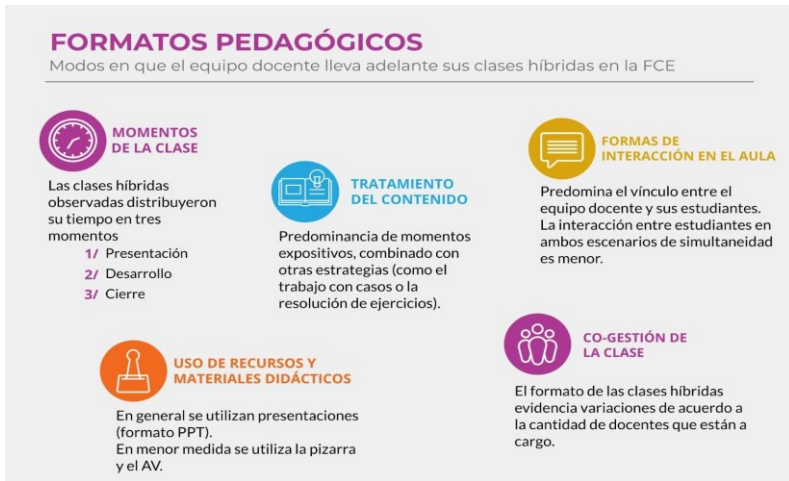 FORMATOS PEDAGÓGICOS
Modos en que el equipo docente lleva adelante sus clases híbridas en la FCE
MOMENTOS
DE LA CLASE
Las clases híbridas
observadas distribuyeron
su tiempo en tres
momentos
1/ Presentación
2/ Desarrollo
3/ Cierre
TRATAMIENTO
DEL CONTENIDO
Predominancia de momentos
expositivos, combinado con
otras estrategias (como el
trabajo con casos o la
resolución de ejercicios).
FORMAS DE
INTERACCIÓN EN EL AULA
Predomina el vínculo entre el
equipo docente y sus estudiantes.
La interacción entre estudiantes en
ambos escenarios de simultaneidad
es menor.
USO DE RECURSOS Y
MATERIALES DIDÁCTICOS
En general se utilizan presentaciones
(formato PPT).
En menor medida se utiliza la pizarra
y el AV.
CO-GESTIÓN DE
LA CLASE
El formato de las clases híbridas
evidencia variaciones de acuerdo a
la cantidad de docentes que están a
cargo.